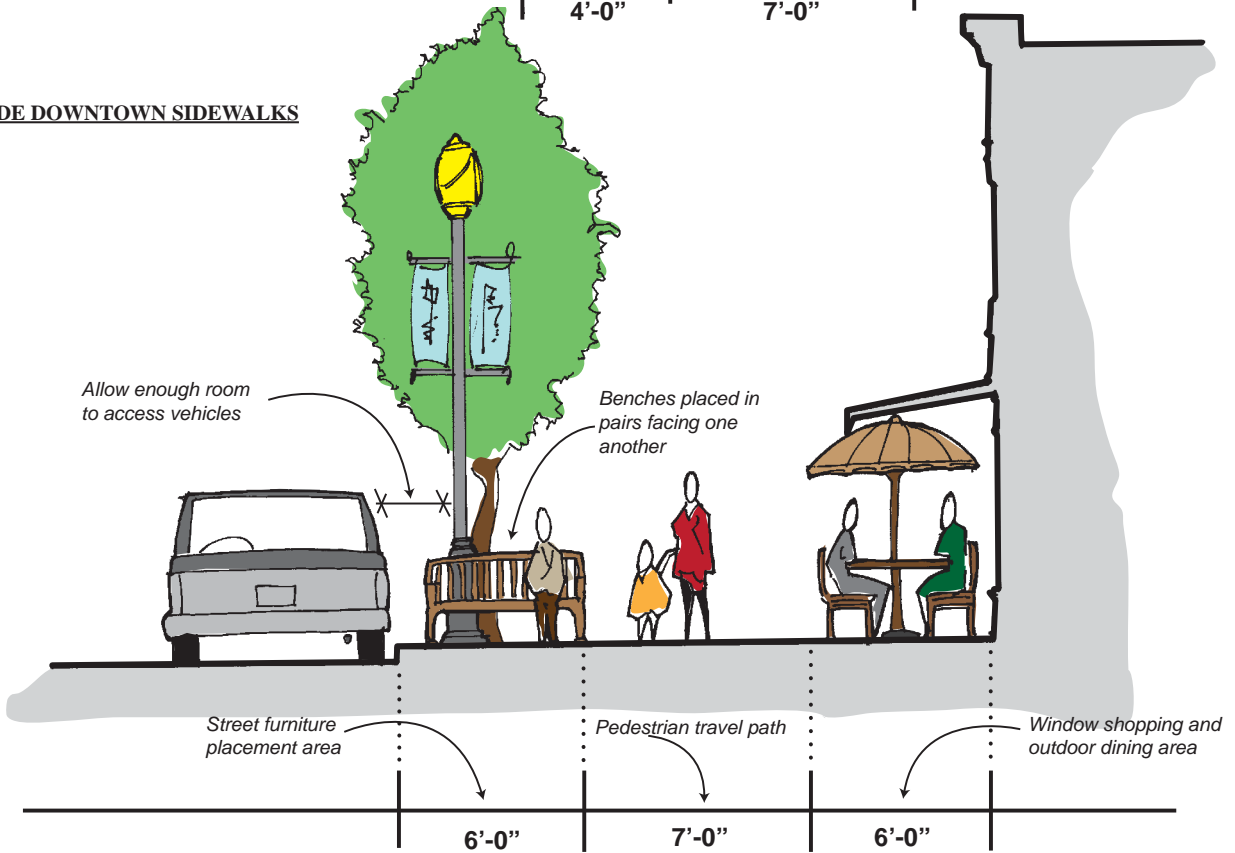 4’-0” 7’-0”
DE DOWNTOWN SIDEWALKS
Allow enough room
to access vehicles
Benches placed in
pairs facing one
another
Street furniture
placement area
Pedestrian travel path
Window shopping and
outdoor dining area
6’-0” 7’-0” 6’-0”